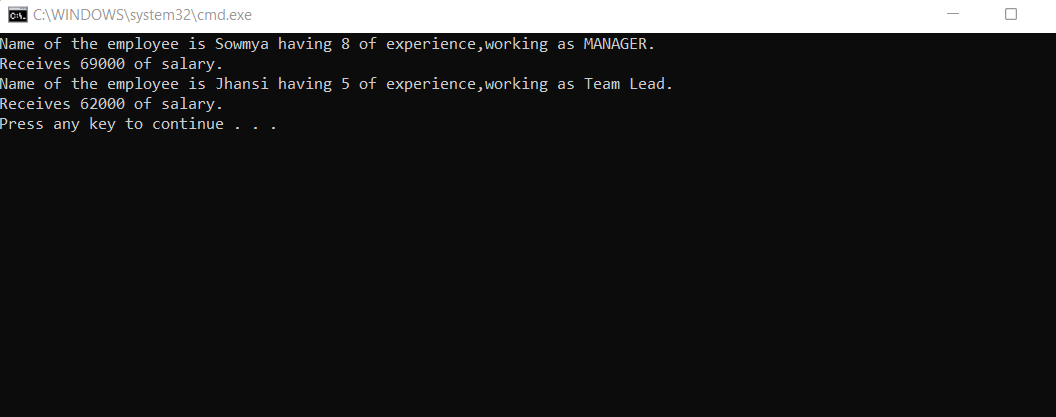 C:\WINDOWS\system32\cmd.exe
Name of the employee is Sowmya having 8 of experience,working as MANAGER.
Receives 69000 of salary.
Name of the employee is Jhansi having 5 of experience,working as Team Lead.
Receives 62000 of salary.
Press any key to continue . . .